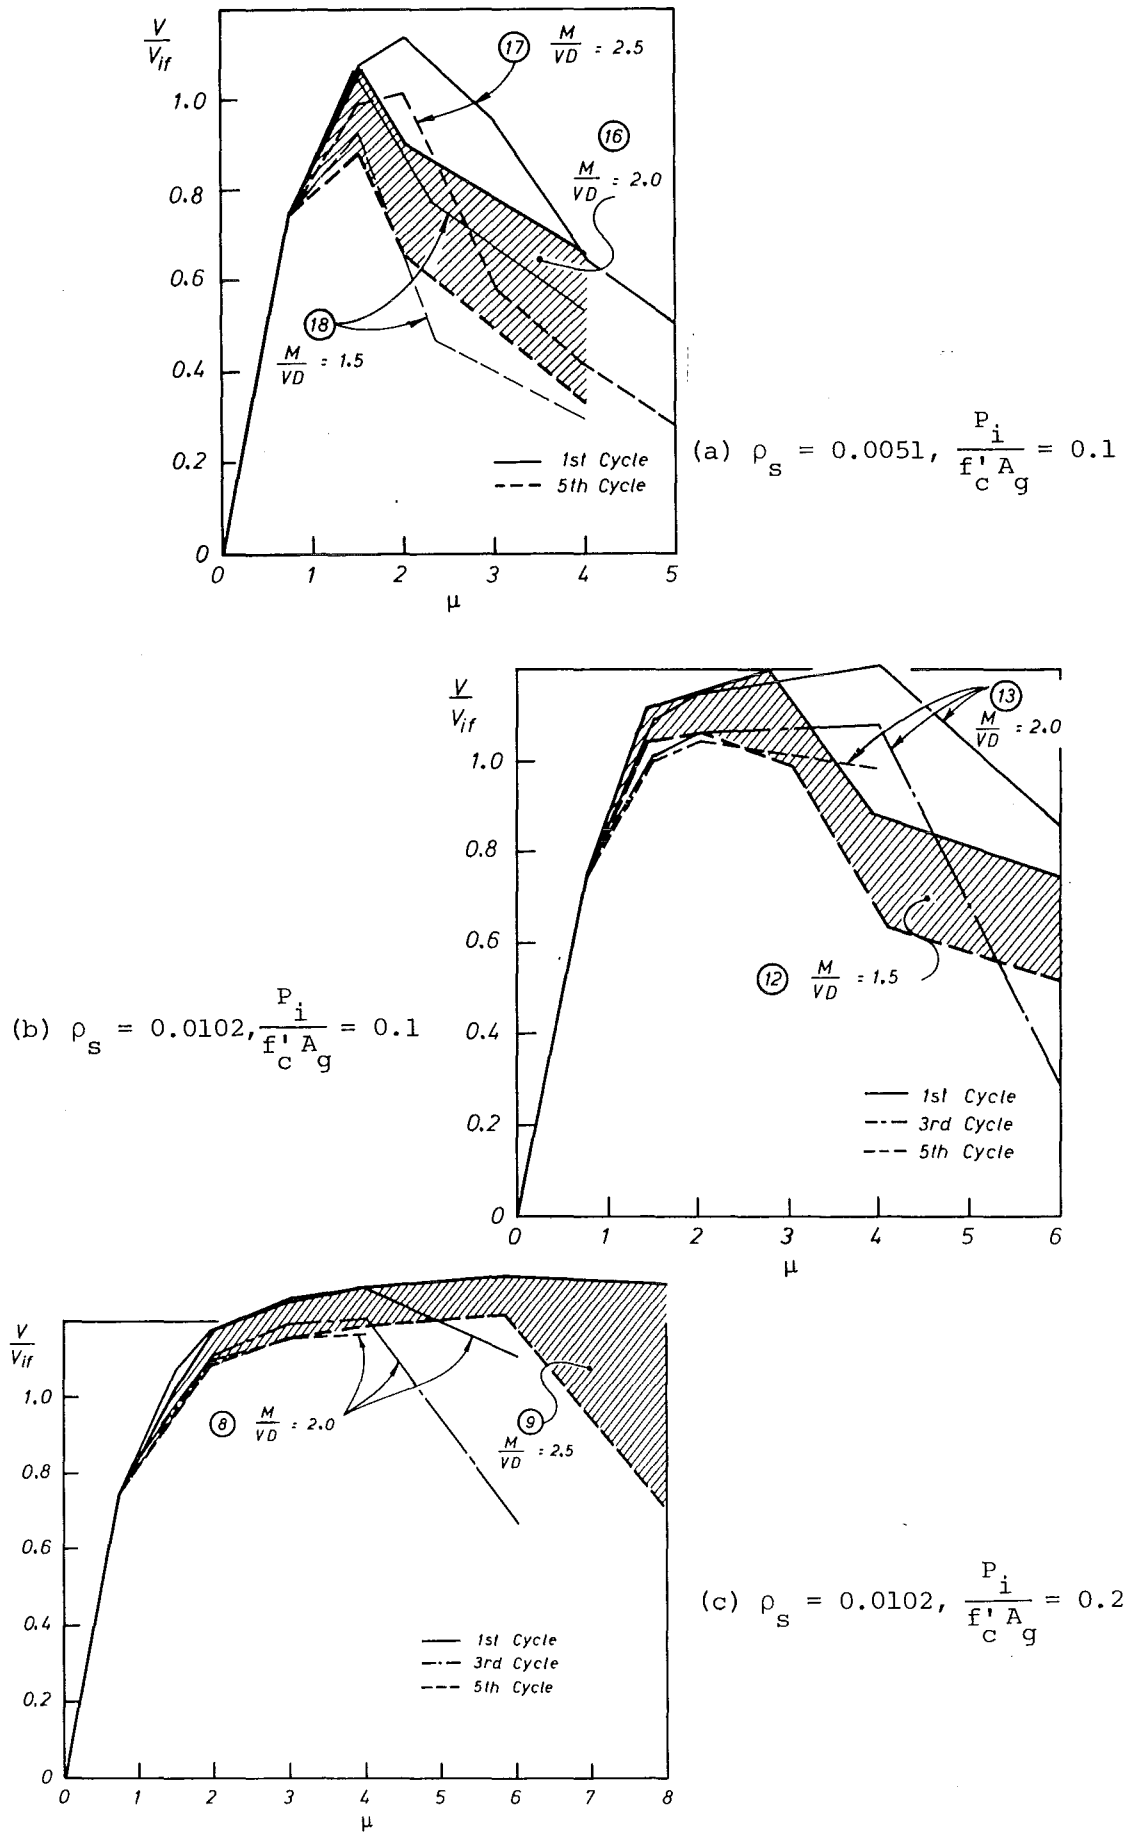 V
V_if
1.0
0.8
0.6
0.4
0.2
0
17 M/VD = 2.5
16
M/VD = 2.0
18
M/VD = 1.5
1st Cycle
5th Cycle
0 1 2 3 4 5
μ
(a) ρ_s = 0.0051, P_i / f'_c A_g = 0.1
V
V_if
1.0
0.8
0.6
0.4
0.2
0
13
M/VD = 2.0
12 M/VD = 1.5
1st Cycle
3rd Cycle
5th Cycle
0 1 2 3 4 5 6
μ
(b) ρ_s = 0.0102, P_i / f'_c A_g = 0.1
V
V_if
1.0
0.8
0.6
0.4
0.2
0
8 M/VD = 2.0
9
M/VD = 2.5
1st Cycle
3rd Cycle
5th Cycle
0 1 2 3 4 5 6 7 8
μ
(c) ρ_s = 0.0102, P_i / f'_c A_g = 0.2